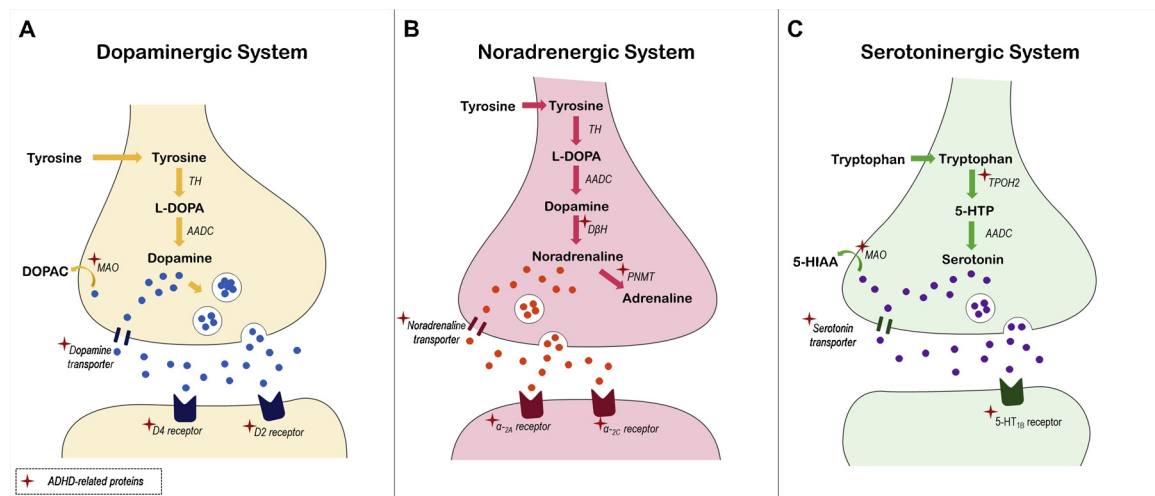 A
Dopaminergic System
Tyrosine
Tyrosine
TH
L-DOPA
AADC
Dopamine
DOPAC
MAO
Dopamine
transporter
D4 receptor
D2 receptor
ADHD-related proteins
B
Noradrenergic System
Tyrosine
Tyrosine
TH
L-DOPA
AADC
Dopamine
DβH
Noradrenaline
PNMT
Adrenaline
Noradrenaline
transporter
α-2A receptor
α-2C receptor
C
Serotoninergic System
Tryptophan
Tryptophan
TPOH2
5-HTP
AADC
Serotonin
5-HIAA
MAO
Serotonin
transporter
5-HT1B receptor